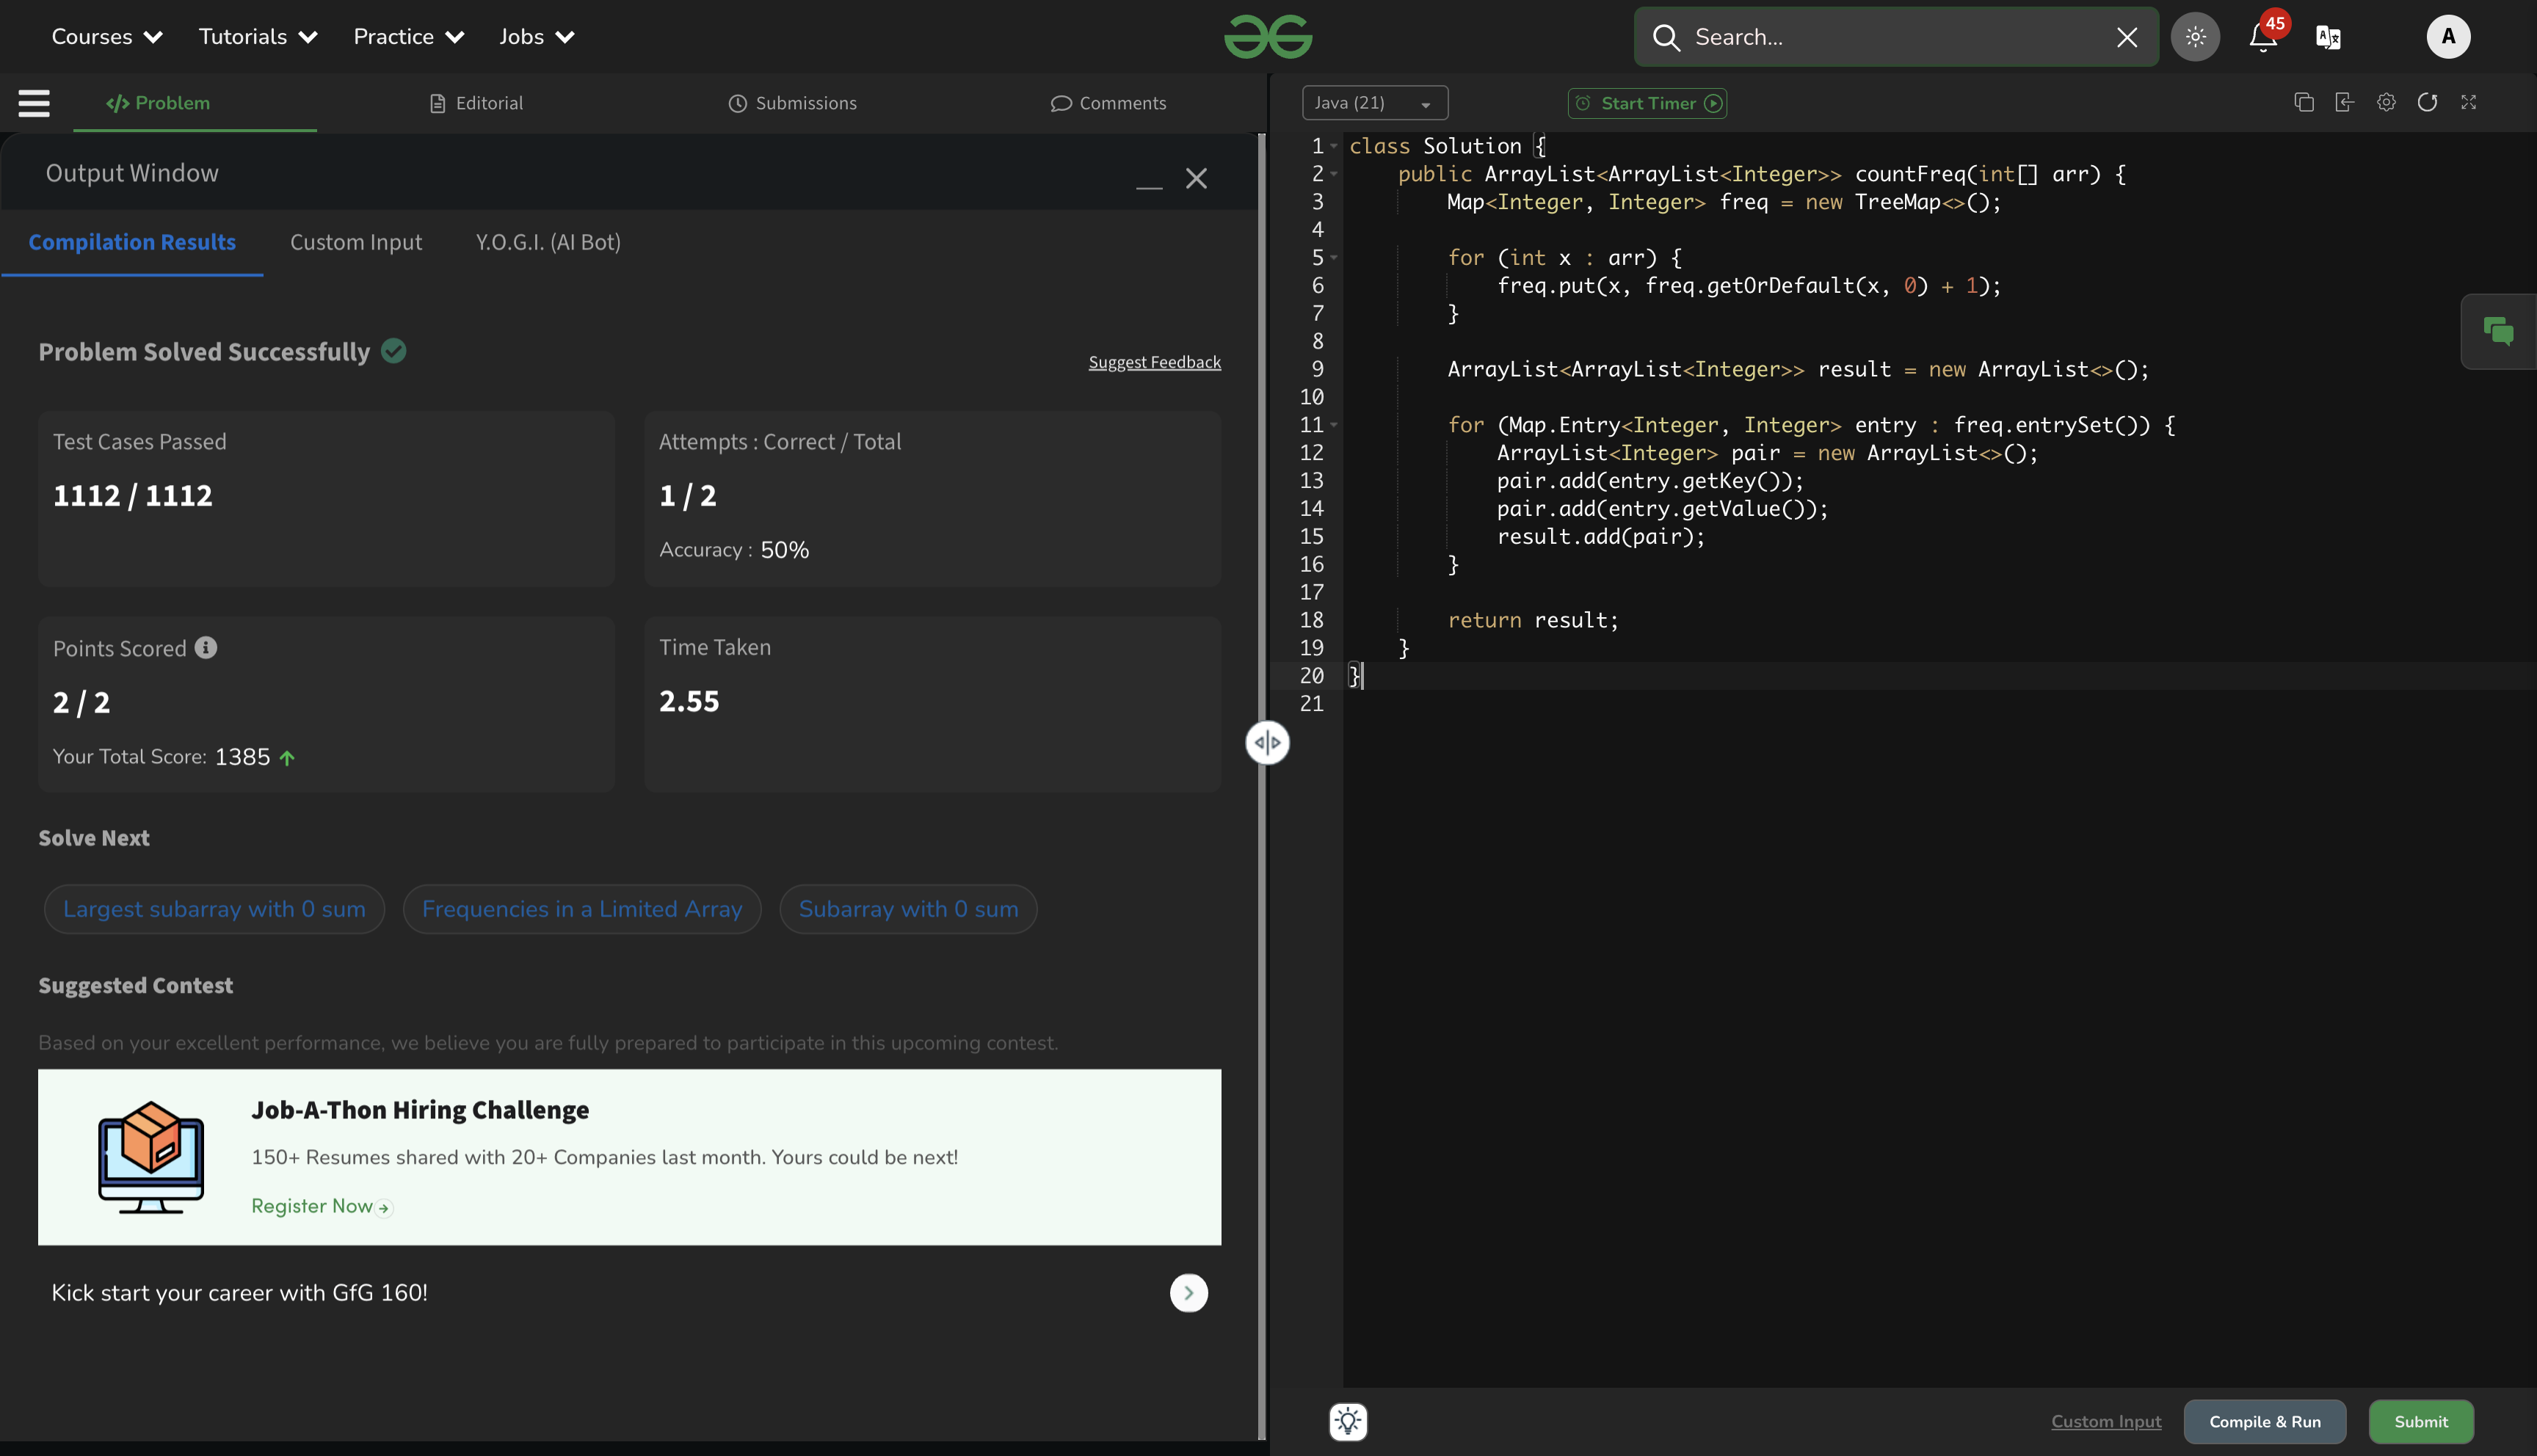 Courses Tutorials Practice Jobs
Search...
45
A
Problem Editorial Submissions Comments
Java (21) Start Timer
Output Window
Compilation Results Custom Input Y.O.G.I. (AI Bot)
Problem Solved Successfully
Suggest Feedback
Test Cases Passed
1112 / 1112
Attempts : Correct / Total
1 / 2
Accuracy : 50%
Points Scored
2 / 2
Your Total Score: 1385
Time Taken
2.55
Solve Next
Largest subarray with 0 sum Frequencies in a Limited Array Subarray with 0 sum
Suggested Contest
Based on your excellent performance, we believe you are fully prepared to participate in this upcoming contest.
Job-A-Thon Hiring Challenge
150+ Resumes shared with 20+ Companies last month. Yours could be next!
Register Now
Kick start your career with GfG 160!
1 class Solution {
2     public ArrayList<ArrayList<Integer>> countFreq(int[] arr) {
3         Map<Integer, Integer> freq = new TreeMap<>();
4
5         for (int x : arr) {
6             freq.put(x, freq.getOrDefault(x, 0) + 1);
7         }
8
9         ArrayList<ArrayList<Integer>> result = new ArrayList<>();
10
11         for (Map.Entry<Integer, Integer> entry : freq.entrySet()) {
12             ArrayList<Integer> pair = new ArrayList<>();
13             pair.add(entry.getKey());
14             pair.add(entry.getValue());
15             result.add(pair);
16         }
17
18         return result;
19     }
20 }
21
Custom Input Compile & Run Submit